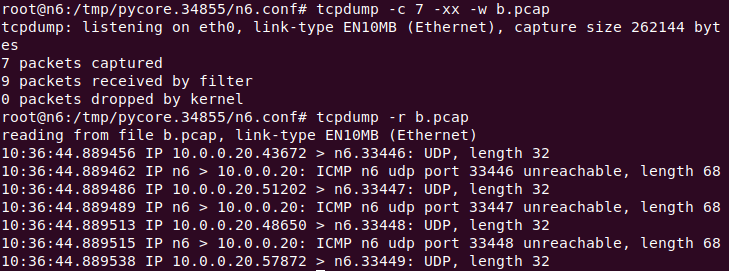 root@n6:/tmp/pycore.34855/n6.conf# tcpdump -c 7 -xx -w b.pcap
tcpdump: listening on eth0, link-type EN10MB (Ethernet), capture size 262144 byt
es
7 packets captured
9 packets received by filter
0 packets dropped by kernel
root@n6:/tmp/pycore.34855/n6.conf# tcpdump -r b.pcap
reading from file b.pcap, link-type EN10MB (Ethernet)
10:36:44.889456 IP 10.0.0.20.43672 > n6.33446: UDP, length 32
10:36:44.889462 IP n6 > 10.0.0.20: ICMP n6 udp port 33446 unreachable, length 68
10:36:44.889486 IP 10.0.0.20.51202 > n6.33447: UDP, length 32
10:36:44.889489 IP n6 > 10.0.0.20: ICMP n6 udp port 33447 unreachable, length 68
10:36:44.889513 IP 10.0.0.20.48650 > n6.33448: UDP, length 32
10:36:44.889515 IP n6 > 10.0.0.20: ICMP n6 udp port 33448 unreachable, length 68
10:36:44.889538 IP 10.0.0.20.57872 > n6.33449: UDP, length 32